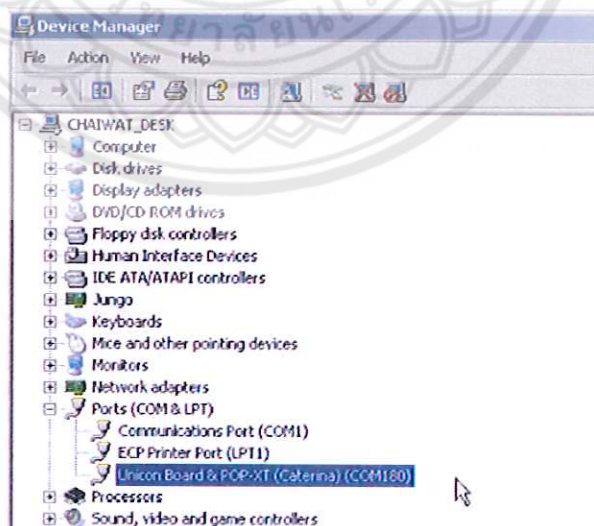 Device Manager
File Action View Help
CHAIWAT_DESK
Computer
Disk drives
Display adapters
DVD/CD-ROM drives
Floppy disk controllers
Human Interface Devices
IDE ATA/ATAPI controllers
Jungo
Keyboards
Mice and other pointing devices
Monitors
Network adapters
Ports (COM & LPT)
Communications Port (COM1)
ECP Printer Port (LPT1)
Unicon Board & POP-XT (Caterina) (COM180)
Processors
Sound, video and game controllers